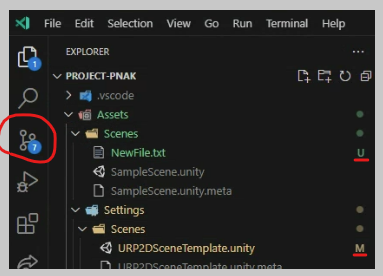 File Edit Selection View Go Run Terminal Help
EXPLORER ...
1
PROJECT-PNAK
.vscode
Assets
Scenes
7
NewFile.txt U
SampleScene.unity
SampleScene.unity.meta
Settings
Scenes
URP2DSceneTemplate.unity M
URP2DSceneTemplate.unity.meta